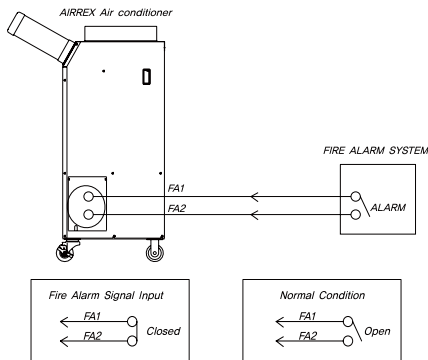 AIRREX Air conditioner
FIRE ALARM SYSTEM
FA1
FA2
ALARM
Fire Alarm Signal Input
FA1
FA2
Closed
Normal Condition
FA1
FA2
Open